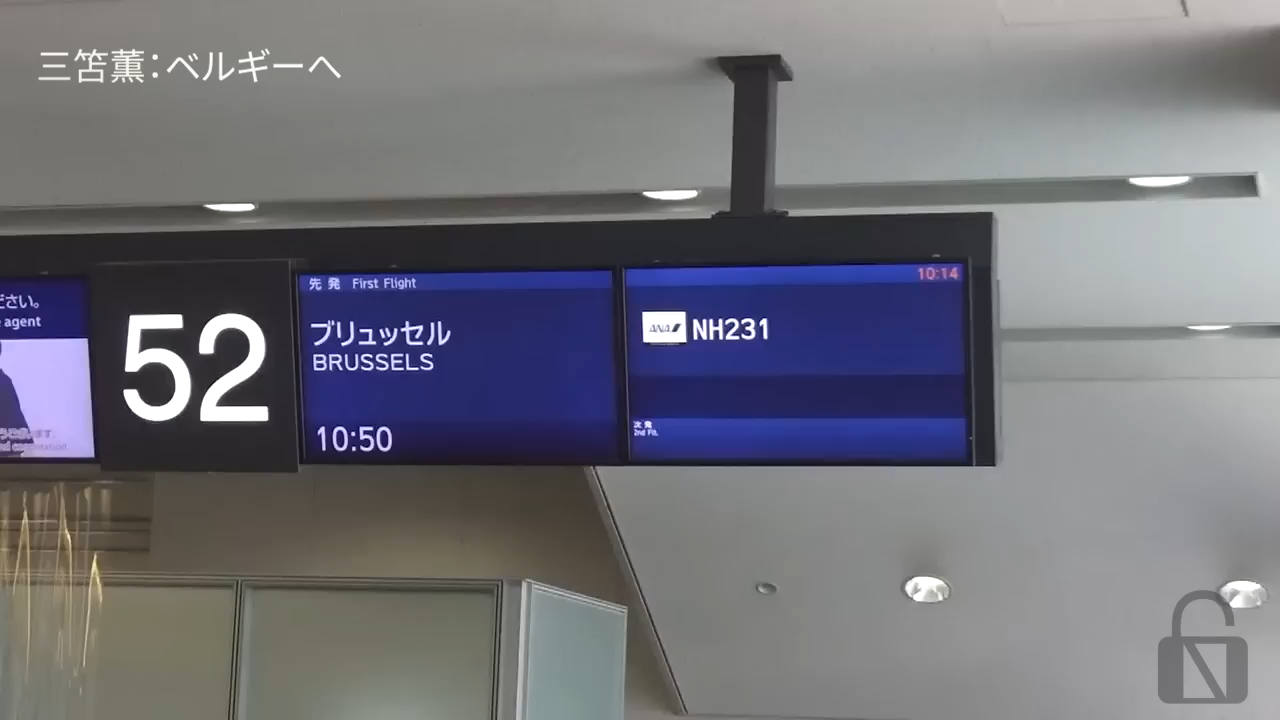 三笘薫：ベルギーへ
ださい。
agent
52
先発 First Flight
ブリュッセル
BRUSSELS
10:50
10:14
ANA NH231
次発
2nd Flt.
N